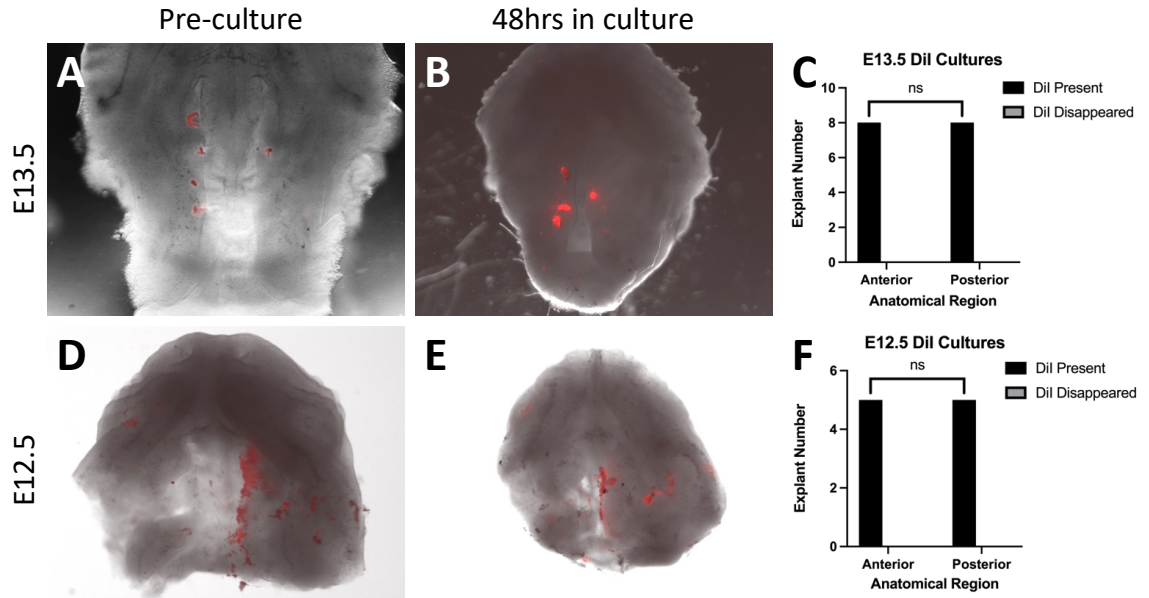 Pre-culture
48hrs in culture
E13.5
A
B
C
E13.5 DiI Cultures
DiI Present
DiI Disappeared
ns
10
8
6
4
2
0
Explant Number
Anterior
Posterior
Anatomical Region
E12.5
D
E
F
E12.5 DiI Cultures
DiI Present
DiI Disappeared
ns
6
4
2
0
Explant Number
Anterior
Posterior
Anatomical Region